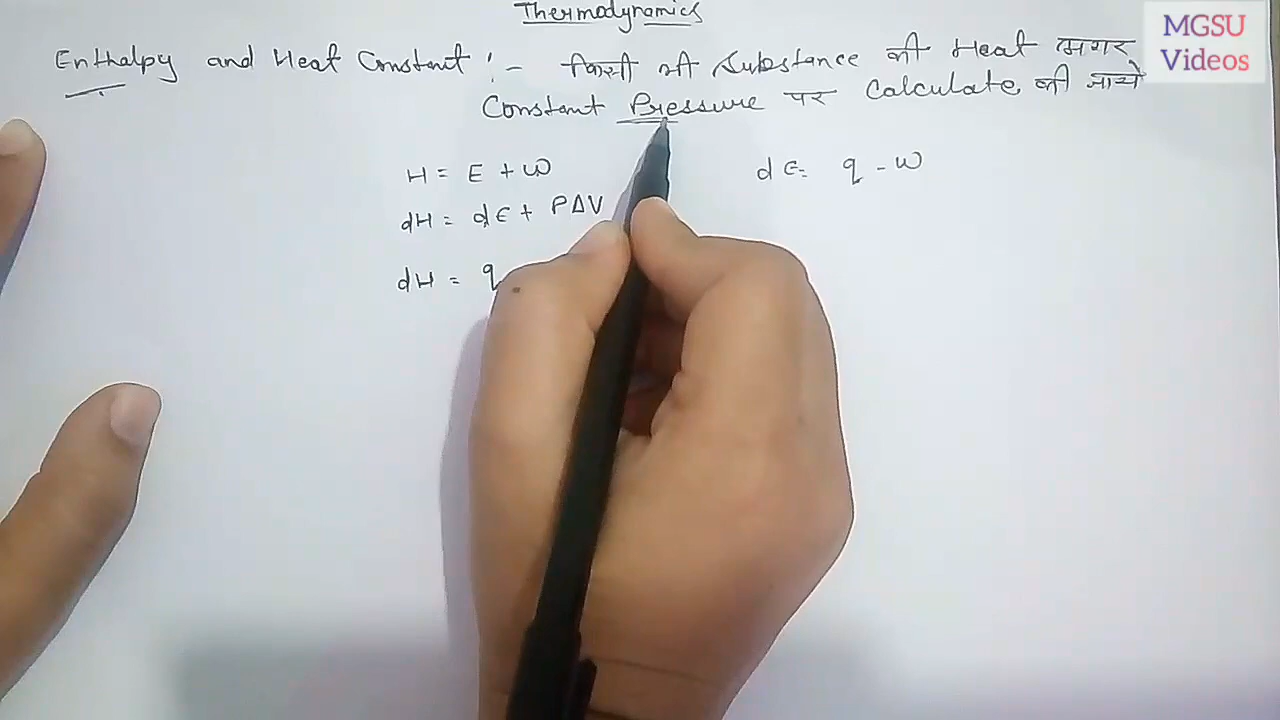 Thermodynamics
MGSU
Videos
Enthalpy and Heat Constant :- किसी भी Substance की Heat अगर
Constant Pressure पर Calculate की जाये
H = E + W
dE = q - W
dH = dE + PΔV
dH = q